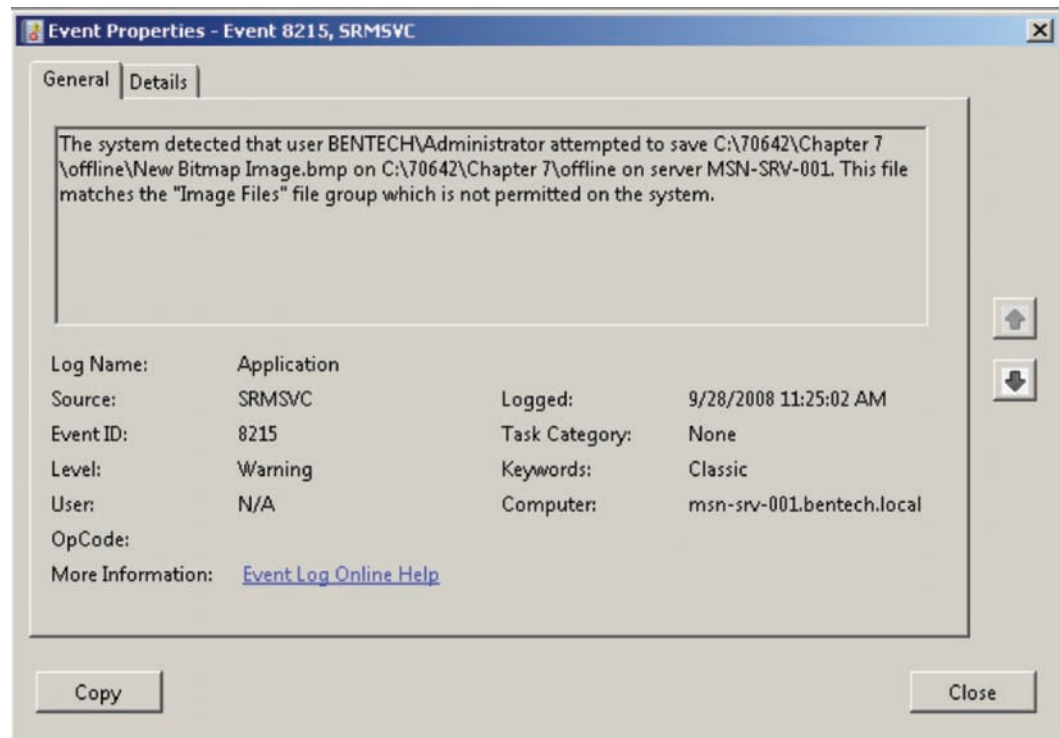 Event Properties - Event 8215, SRMSVC
General
Details
The system detected that user BENTECH\Administrator attempted to save C:\70642\Chapter 7
\offline\New Bitmap Image.bmp on C:\70642\Chapter 7\offline on server MSN-SRV-001. This file
matches the "Image Files" file group which is not permitted on the system.
Log Name: Application
Source: SRMSVC Logged: 9/28/2008 11:25:02 AM
Event ID: 8215 Task Category: None
Level: Warning Keywords: Classic
User: N/A Computer: msn-srv-001.bentech.local
OpCode:
More Information: Event Log Online Help
Copy
Close